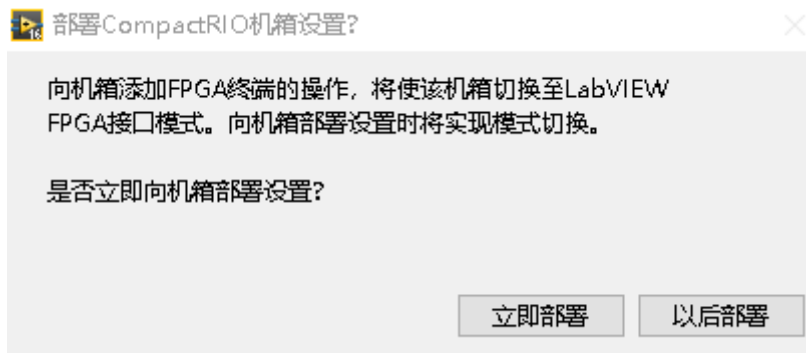 部署CompactRIO机箱设置?
向机箱添加FPGA终端的操作，将使该机箱切换至LabVIEW
FPGA接口模式。向机箱部署设置时将实现模式切换。
是否立即向机箱部署设置?
立即部署
以后部署